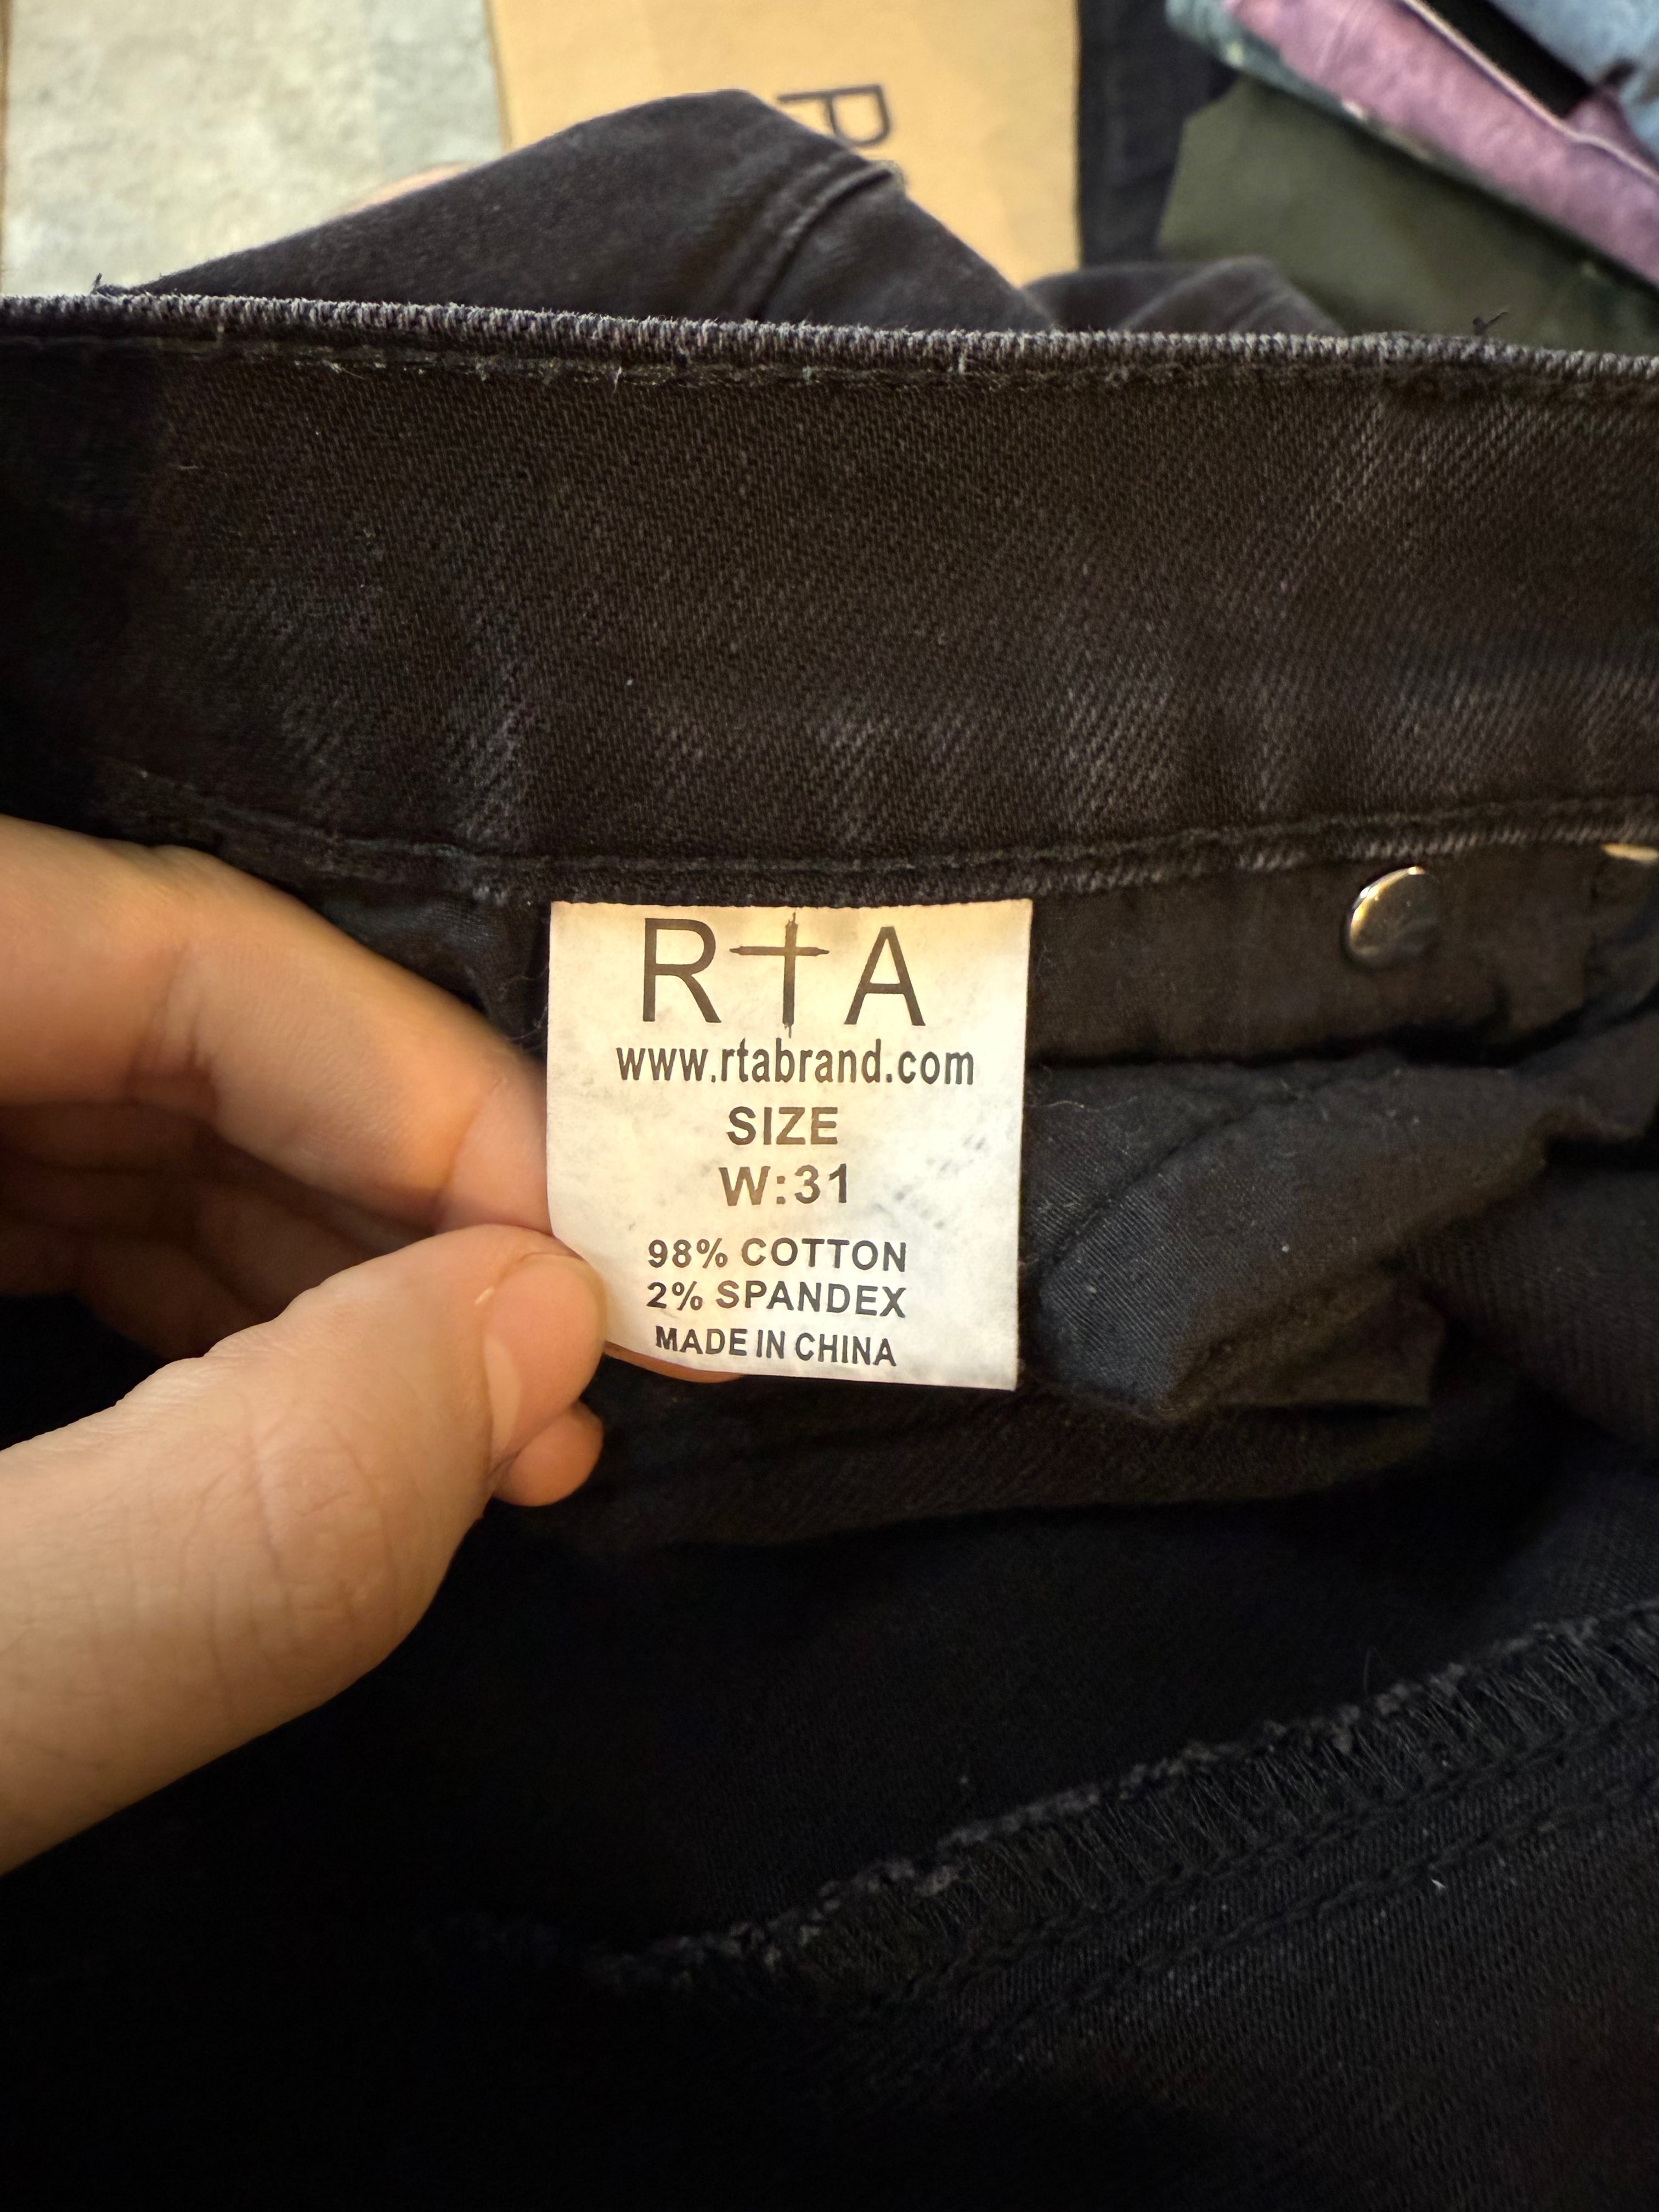 R†A
www.rtabrand.com
SIZE
W:31
98% COTTON
2% SPANDEX
MADE IN CHINA